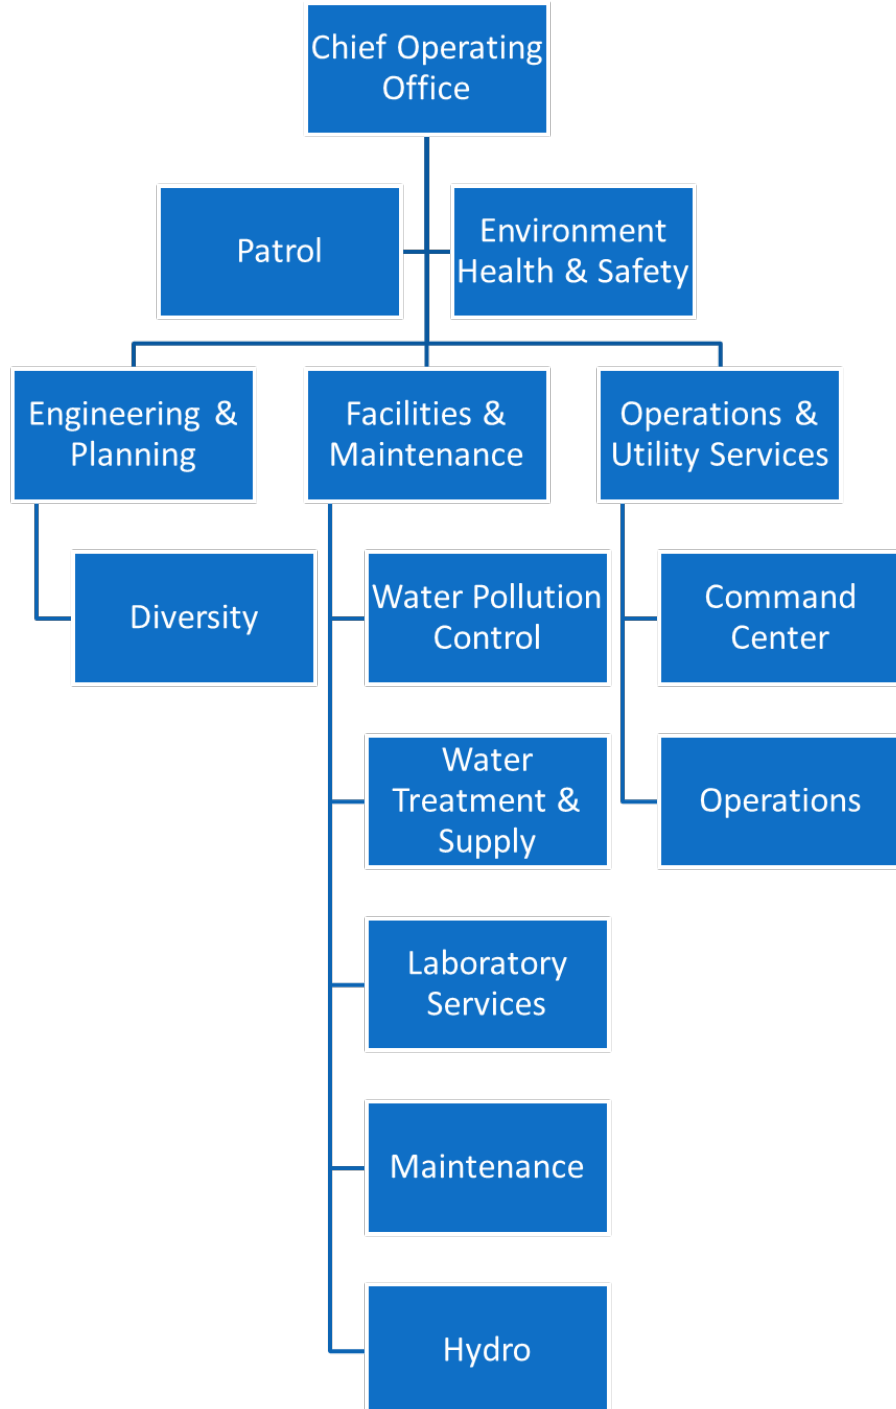 Chief Operating
Office
Patrol
Environment
Health & Safety
Engineering &
Planning
Facilities &
Maintenance
Operations &
Utility Services
Diversity
Water Pollution
Control
Command
Center
Water
Treatment &
Supply
Operations
Laboratory
Services
Maintenance
Hydro